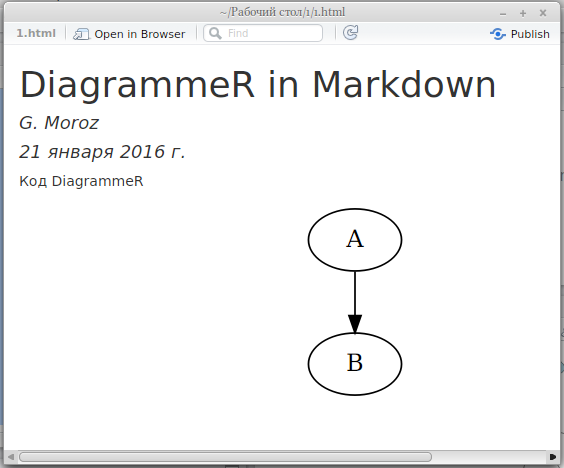 ~/Рабочий стол/1/1.html
1.html Open in Browser Find Publish
DiagrammeR in Markdown
G. Moroz
21 января 2016 г.
Код DiagrammeR
A
B